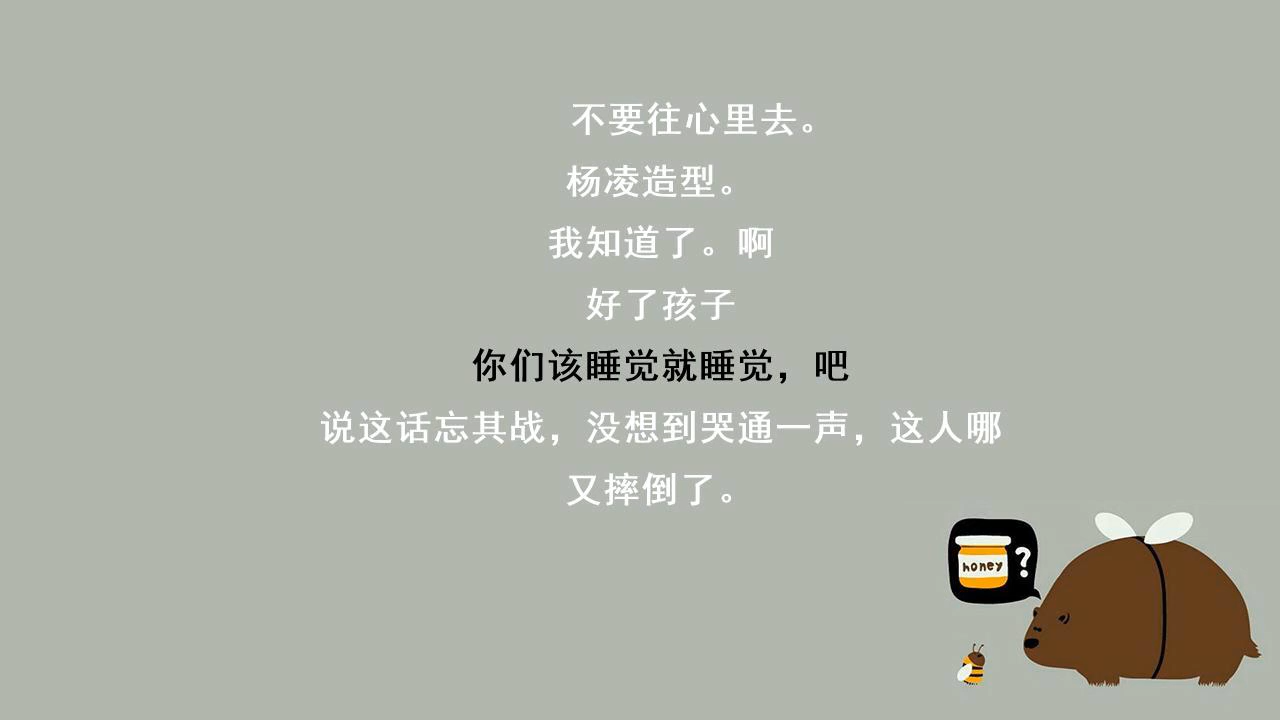 不要往心里去。
杨凌造型。
我知道了。啊
好了孩子
你们该睡觉就睡觉，吧
说这话忘其战，没想到哭通一声，这人哪
又摔倒了。
honey
?